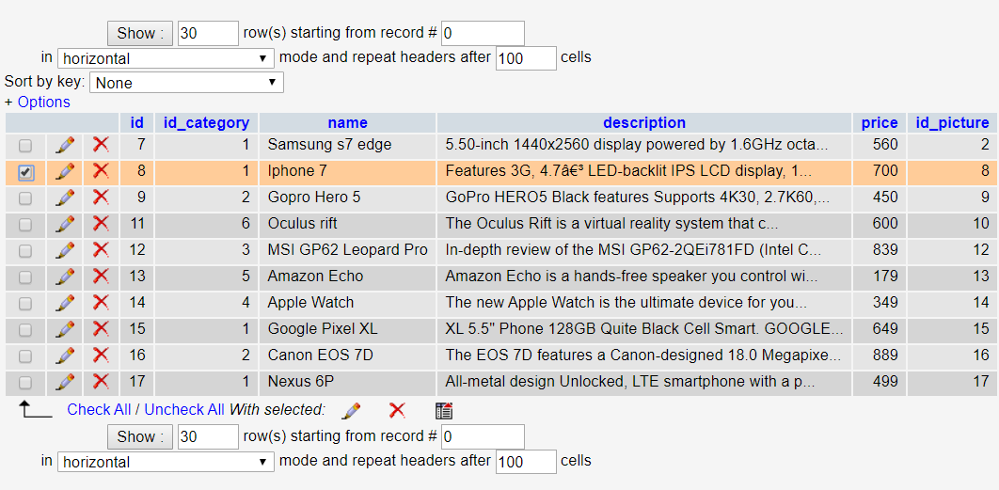 Show : 30 row(s) starting from record # 0
in horizontal mode and repeat headers after 100 cells
Sort by key: None
+ Options
id id_category name description price id_picture
7 1 Samsung s7 edge 5.50-inch 1440x2560 display powered by 1.6GHz octa... 560 2
8 1 Iphone 7 Features 3G, 4.7â€³ LED-backlit IPS LCD display, 1... 700 8
9 2 Gopro Hero 5 GoPro HERO5 Black features Supports 4K30, 2.7K60,... 450 9
11 6 Oculus rift The Oculus Rift is a virtual reality system that c... 600 10
12 3 MSI GP62 Leopard Pro In-depth review of the MSI GP62-2QEi781FD (Intel C... 839 12
13 5 Amazon Echo Amazon Echo is a hands-free speaker you control wi... 179 13
14 4 Apple Watch The new Apple Watch is the ultimate device for you... 349 14
15 1 Google Pixel XL XL 5.5" Phone 128GB Quite Black Cell Smart. GOOGLE... 649 15
16 2 Canon EOS 7D The EOS 7D features a Canon-designed 18.0 Megapixe... 889 16
17 1 Nexus 6P All-metal design Unlocked, LTE smartphone with a p... 499 17
Check All / Uncheck All With selected:
Show : 30 row(s) starting from record # 0
in horizontal mode and repeat headers after 100 cells